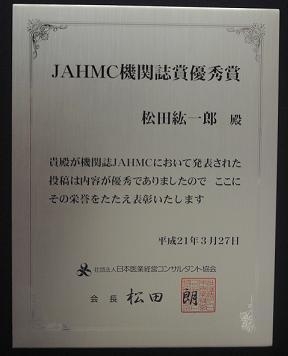 JAHMC機関誌賞優秀賞
松田紘一郎 殿
貴殿が機関誌JAHMCにおいて発表された
投稿は内容が優秀でありましたので ここに
その栄誉をたたえ表彰いたします
平成21年3月27日
社団法人日本医業経営コンサルタント協会
会長 松田 朗